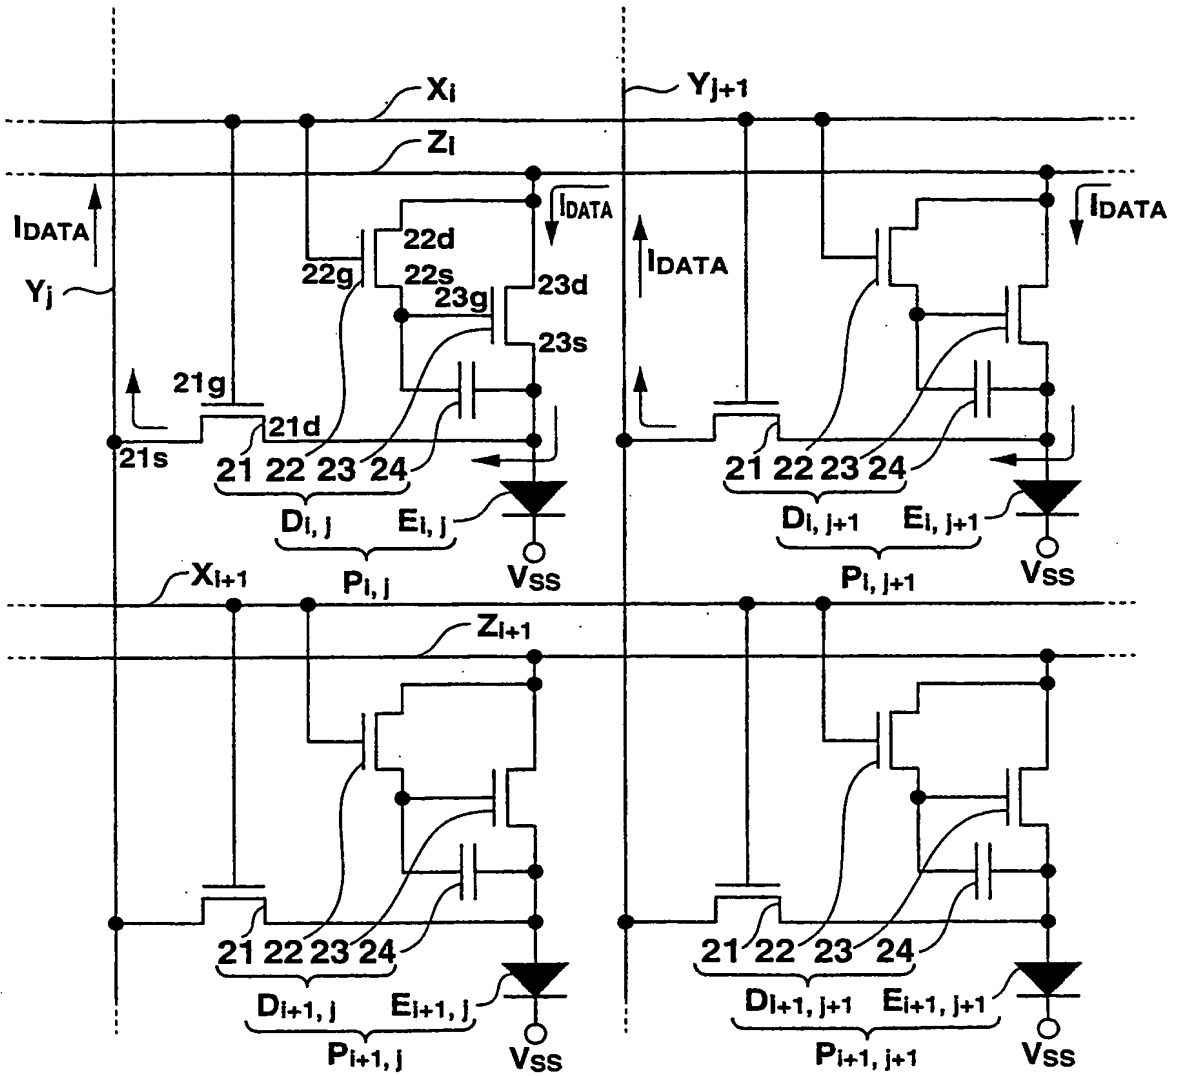 Xi
Yj+1
Zi
IDATA
IDATA
IDATA
IDATA
22d
22g
22s
23g
23d
23s
Yj
21g
21d
21s
21 22 23 24
21 22 23 24
Di, j
Ei, j
Di, j+1
Ei, j+1
Pi, j
VSS
Pi, j+1
VSS
Xi+1
Zi+1
21 22 23 24
21 22 23 24
Di+1, j
Ei+1, j
Di+1, j+1
Ei+1, j+1
Pi+1, j
VSS
Pi+1, j+1
VSS